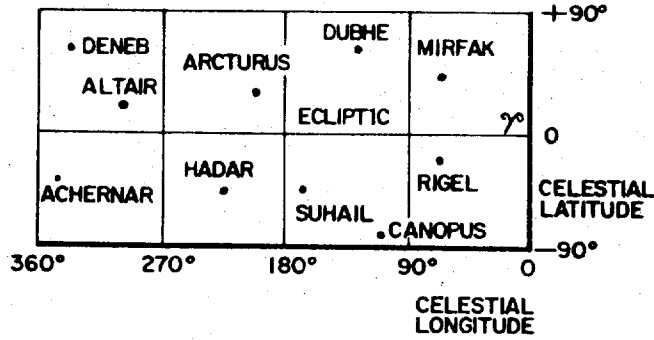 +90°
DENEB
DUBHE
MIRFAK
ARCTURUS
ALTAIR
ECLIPTIC
♈
0
HADAR
ACHERNAR
RIGEL
SUHAIL
CELESTIAL
LATITUDE
CANOPUS
-90°
360°
270°
180°
90°
0
CELESTIAL
LONGITUDE